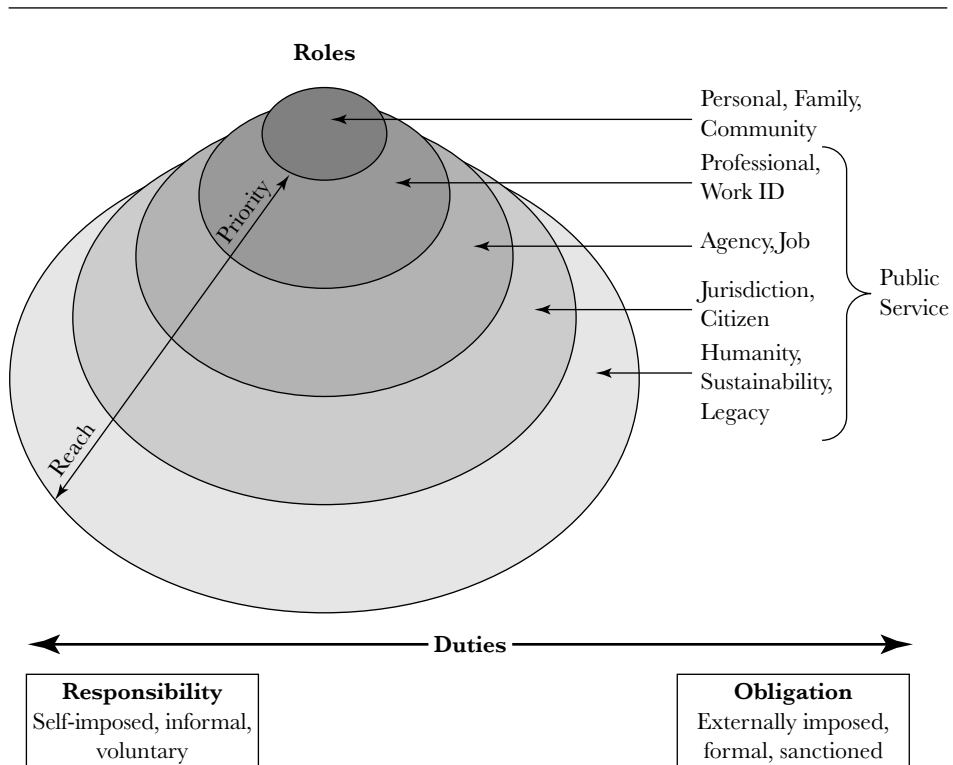 Roles
Personal, Family,
Community
Professional,
Work ID
Agency, Job
Jurisdiction,
Citizen
Humanity,
Sustainability,
Legacy
Public
Service
Priority
Reach
Duties
Responsibility
Self-imposed, informal,
voluntary
Obligation
Externally imposed,
formal, sanctioned